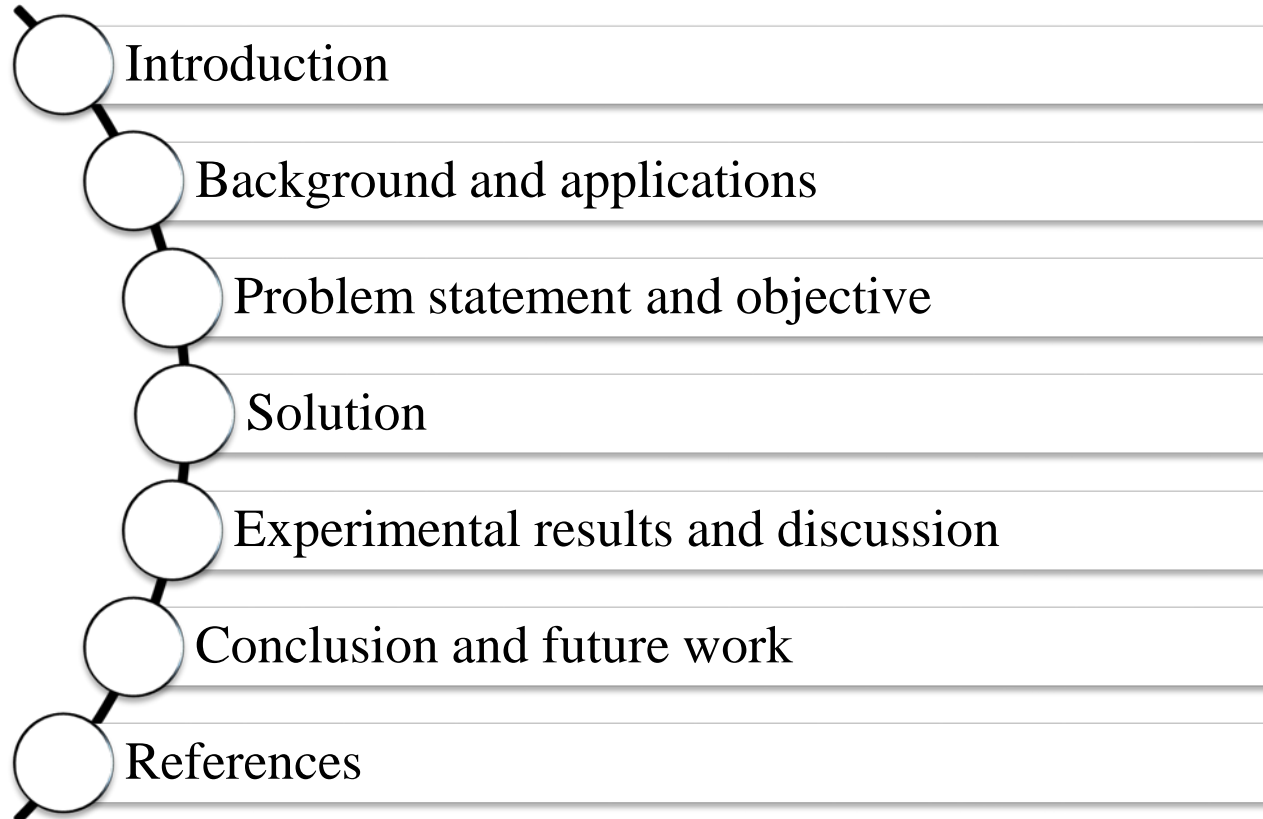 Introduction
Background and applications
Problem statement and objective
Solution
Experimental results and discussion
Conclusion and future work
References